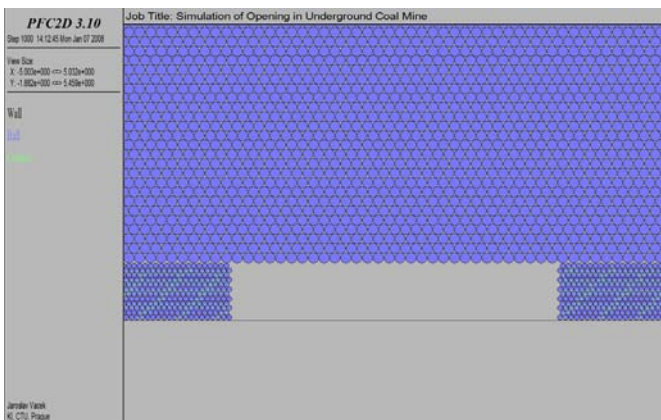 PFC2D 3.10
Step 1000 14:12:45 Mon Jan 07 2008
View Size:
X: -5.003e+000 <=> 5.032e+000
Y: -1.882e+000 <=> 5.459e+000
Wall
Ball
Job Title: Simulation of Opening in Underground Coal Mine
Jaroslav Vacek
KI, CTU, Prague